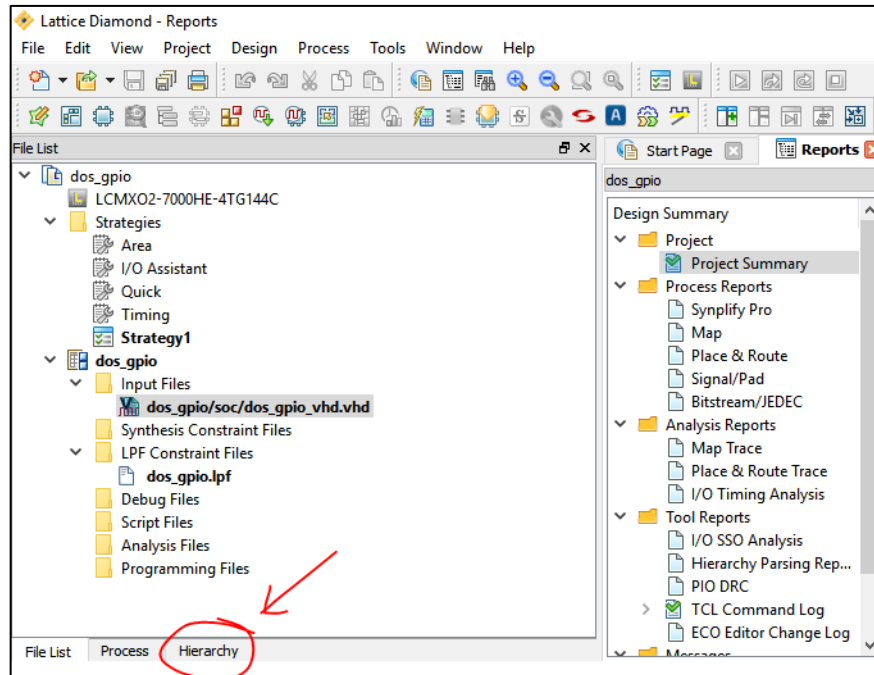 Lattice Diamond - Reports
File Edit View Project Design Process Tools Window Help
File List
dos_gpio
LCMXO2-7000HE-4TG144C
Strategies
Area
I/O Assistant
Quick
Timing
Strategy1
dos_gpio
Input Files
dos_gpio/soc/dos_gpio_vhd.vhd
Synthesis Constraint Files
LPF Constraint Files
dos_gpio.lpf
Debug Files
Script Files
Analysis Files
Programming Files
File List Process Hierarchy
Start Page Reports
dos_gpio
Design Summary
Project
Project Summary
Process Reports
Synplify Pro
Map
Place & Route
Signal/Pad
Bitstream/JEDEC
Analysis Reports
Map Trace
Place & Route Trace
I/O Timing Analysis
Tool Reports
I/O SSO Analysis
Hierarchy Parsing Rep...
PIO DRC
TCL Command Log
ECO Editor Change Log
Messages